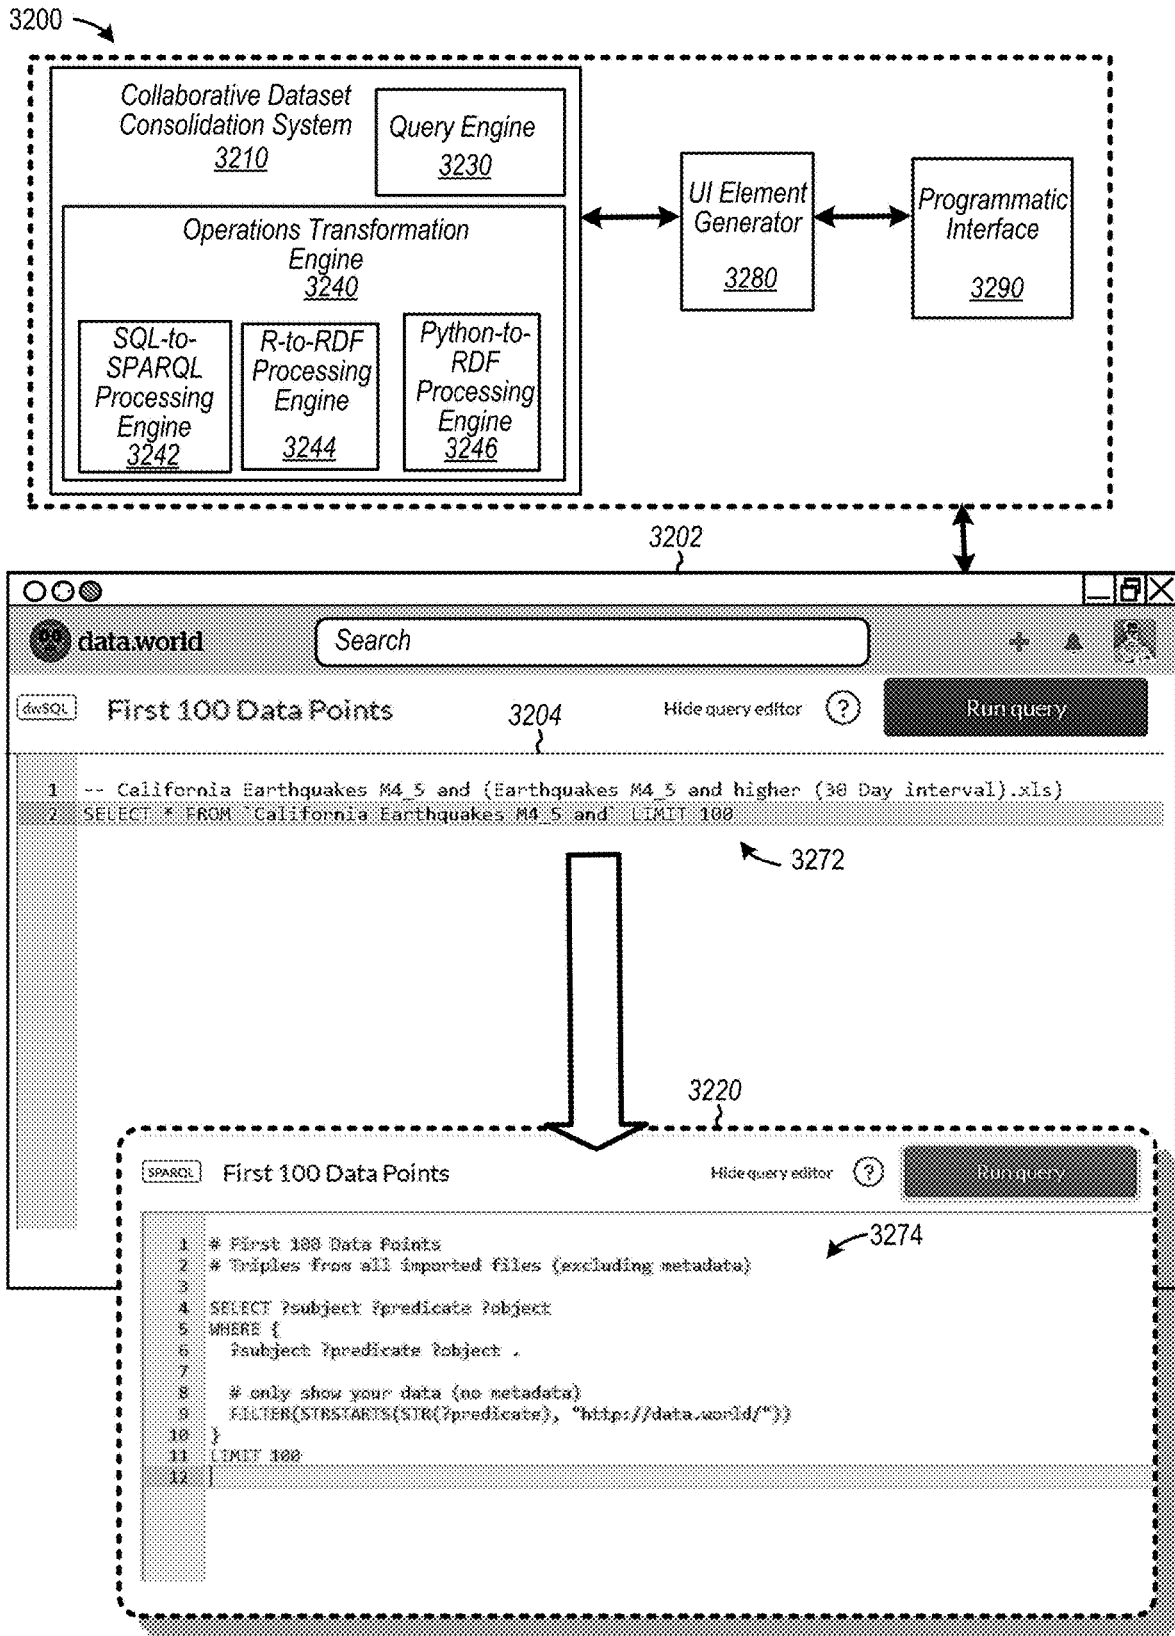 3200
Collaborative Dataset
Consolidation System
3210
Query Engine
3230
Operations Transformation
Engine
3240
SQL-to-
SPARQL
Processing
Engine
3242
R-to-RDF
Processing
Engine
3244
Python-to-
RDF
Processing
Engine
3246
UI Element
Generator
3280
Programmatic
Interface
3290
3202
data.world
Search
dwSQL
First 100 Data Points
3204
Hide query editor
?
Run query
1 -- California Earthquakes M4_5 and (Earthquakes M4_5 and higher (30 Day interval).xls)
2 SELECT * FROM `California Earthquakes M4_5 and` LIMIT 100
3272
3220
SPARQL
First 100 Data Points
Hide query editor
?
Run query
3274
1 # First 100 Data Points
2 # Triples from all imported files (excluding metadata)
3
4 SELECT ?subject ?predicate ?object
5 WHERE {
6 ?subject ?predicate ?object .
7
8 # only show your data (no metadata)
9 FILTER(STRSTARTS(STR(?predicate), "http://data.world/"))
10 }
11 LIMIT 100
12